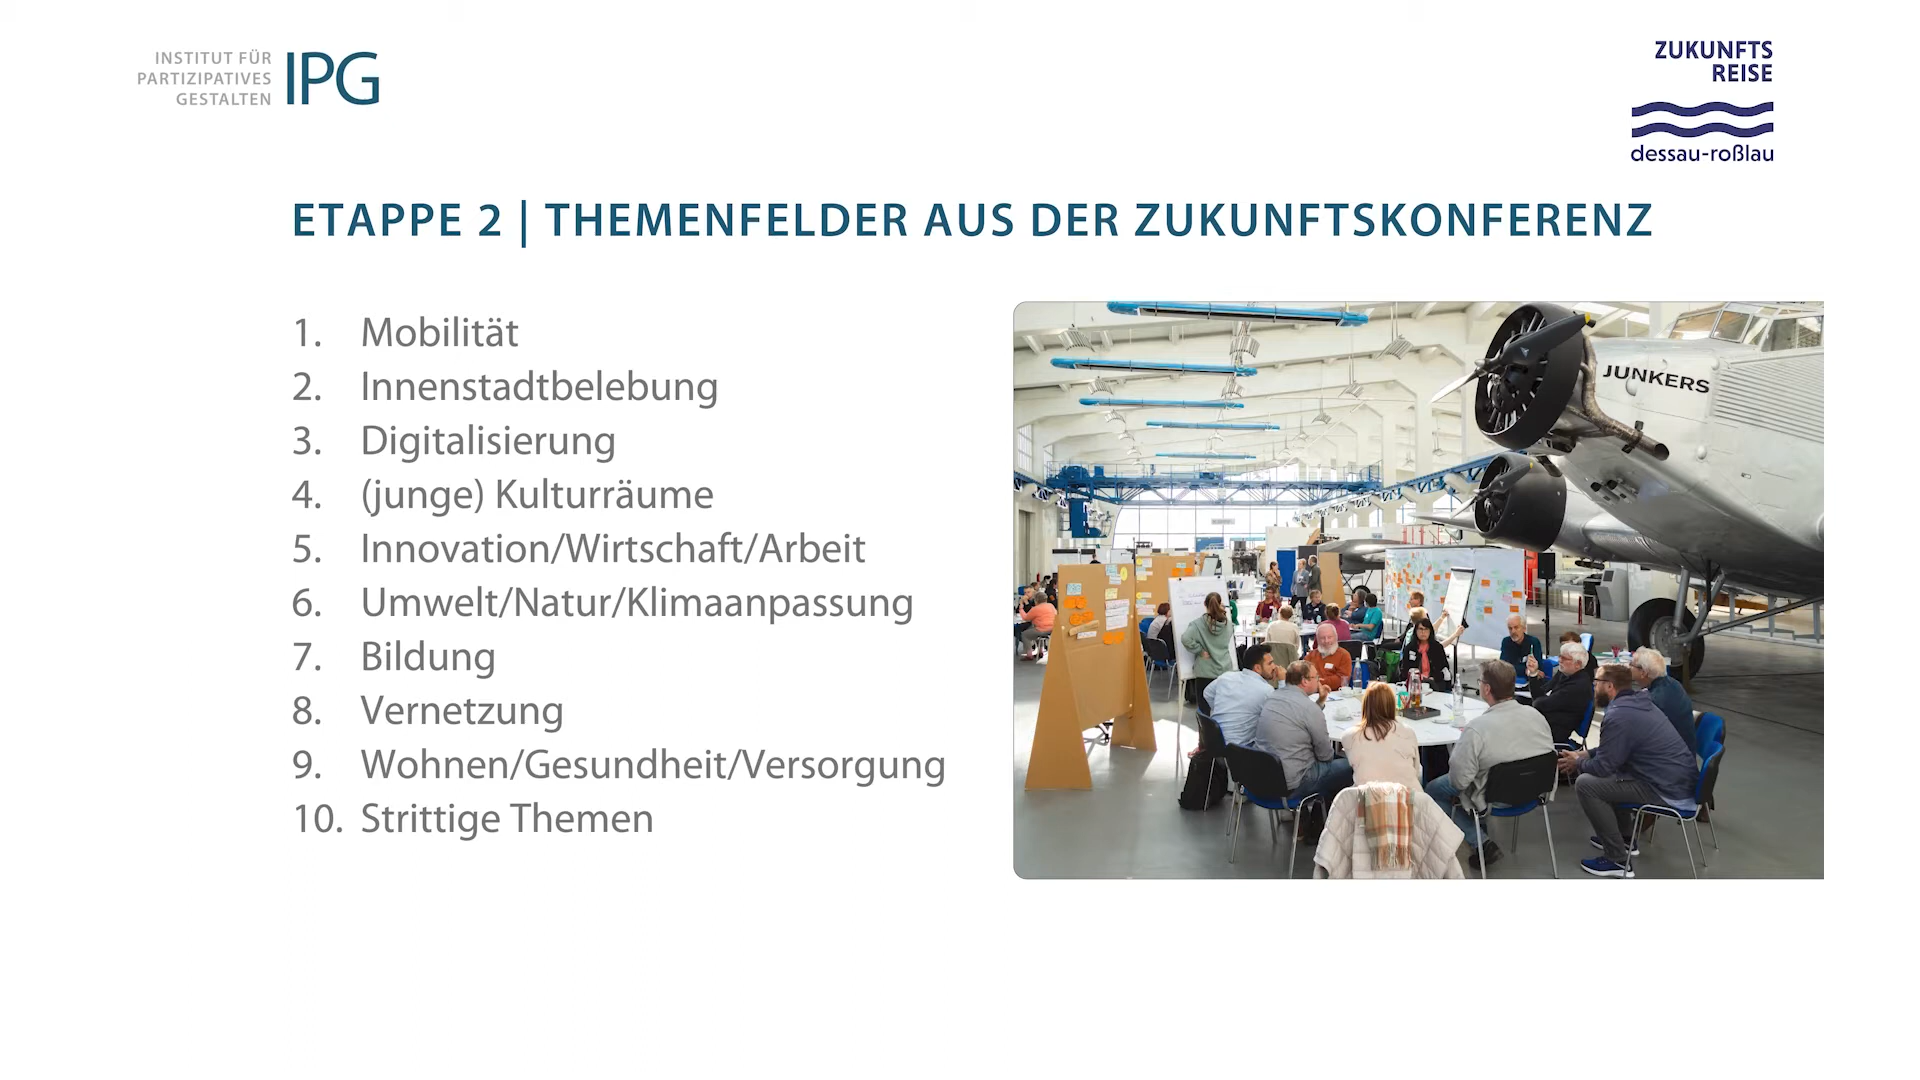 INSTITUT FÜR
PARTIZIPATIVES
GESTALTEN
IPG
ZUKUNFTS
REISE
dessau-roßlau
ETAPPE 2 | THEMENFELDER AUS DER ZUKUNFTSKONFERENZ
1. Mobilität
2. Innenstadtbelebung
3. Digitalisierung
4. (junge) Kulturräume
5. Innovation/Wirtschaft/Arbeit
6. Umwelt/Natur/Klimaanpassung
7. Bildung
8. Vernetzung
9. Wohnen/Gesundheit/Versorgung
10. Strittige Themen
JUNKERS